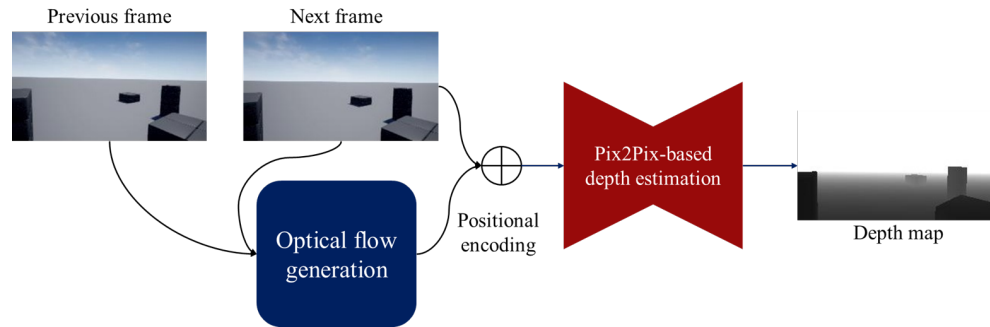 Previous frame
Next frame
Optical flow
generation
Positional
encoding
Pix2Pix-based
depth estimation
Depth map